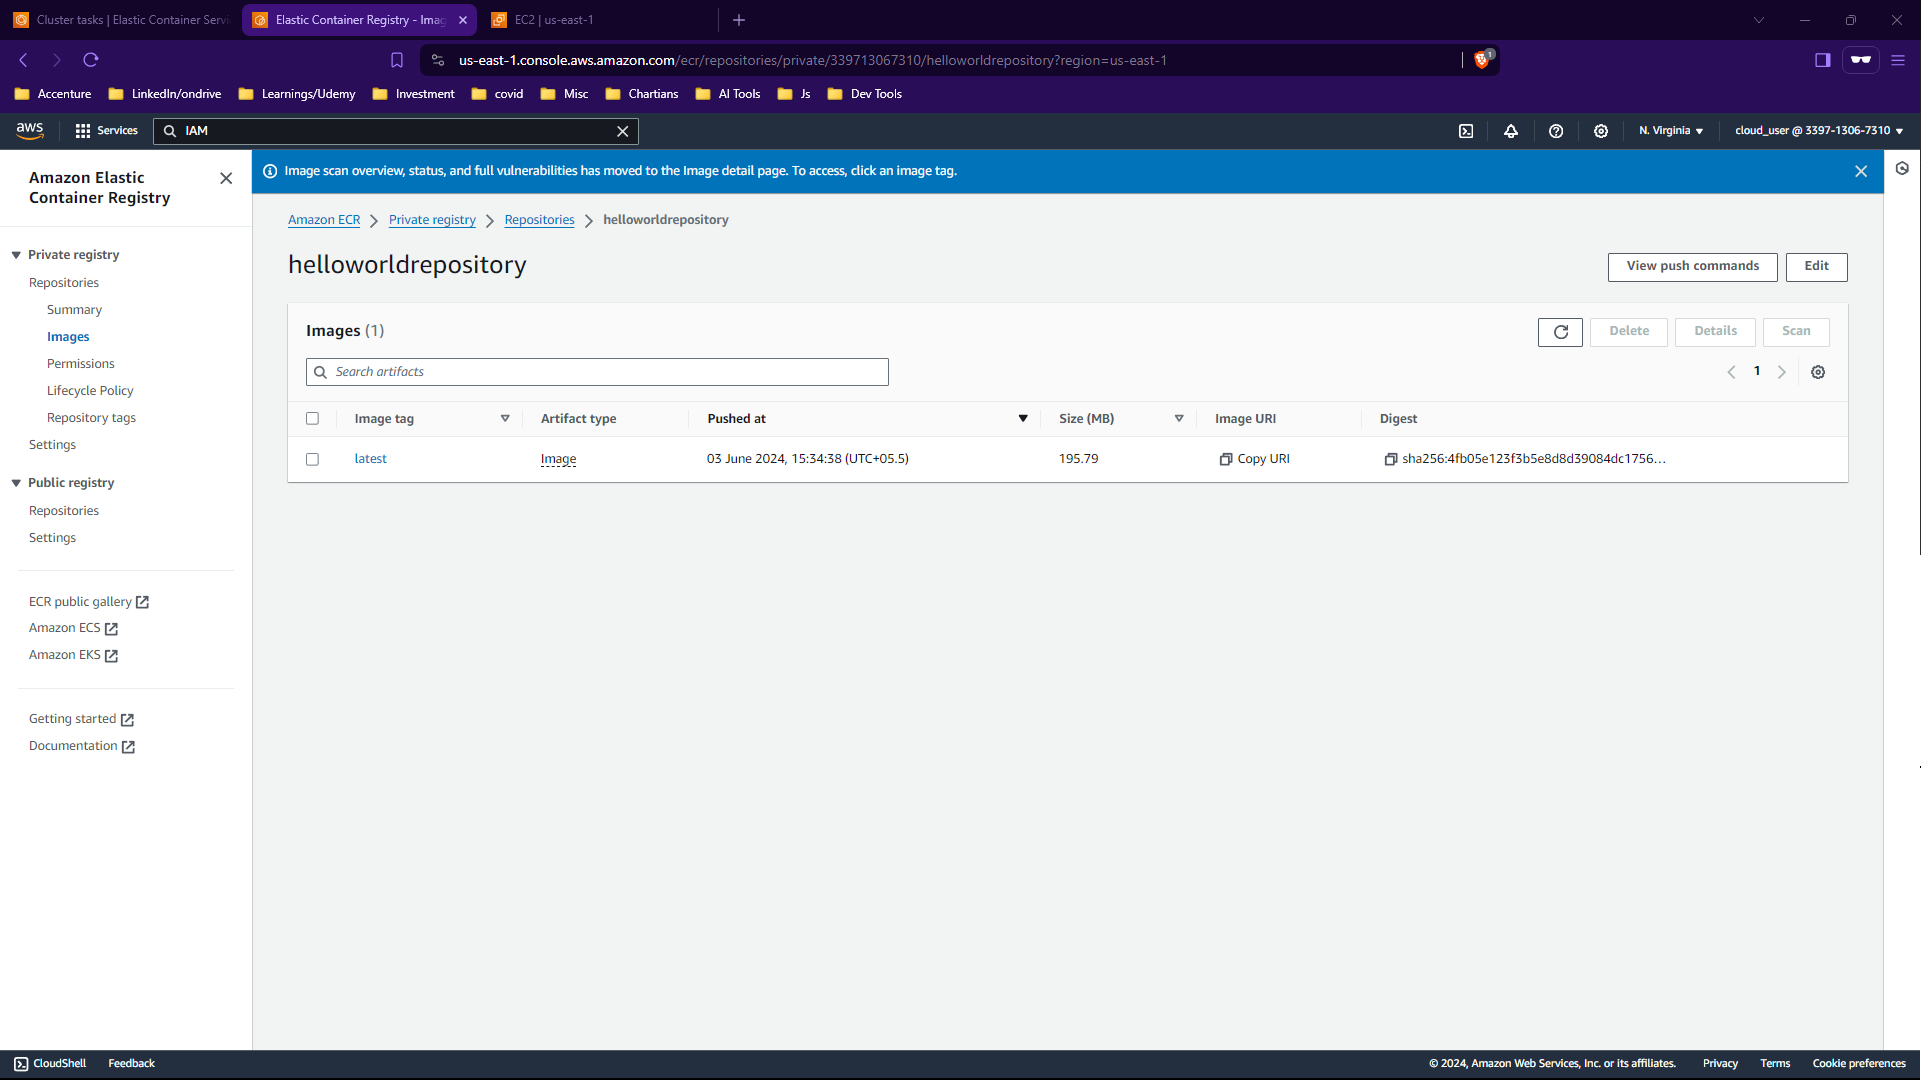 Cluster tasks | Elastic Container Servi
Elastic Container Registry - Imag
EC2 | us-east-1
us-east-1.console.aws.amazon.com/ecr/repositories/private/339713067310/helloworldrepository?region=us-east-1
1
Accenture
LinkedIn/ondrive
Learnings/Udemy
Investment
covid
Misc
Chartians
AI Tools
Js
Dev Tools
aws
Services
IAM
N. Virginia
cloud_user @ 3397-1306-7310
Amazon Elastic
Container Registry
Private registry
Repositories
Summary
Images
Permissions
Lifecycle Policy
Repository tags
Settings
Public registry
Repositories
Settings
ECR public gallery
Amazon ECS
Amazon EKS
Getting started
Documentation
Image scan overview, status, and full vulnerabilities has moved to the Image detail page. To access, click an image tag.
Amazon ECR
Private registry
Repositories
helloworldrepository
helloworldrepository
View push commands
Edit
Images (1)
Delete
Details
Scan
Search artifacts
1
Image tag
Artifact type
Pushed at
Size (MB)
Image URI
Digest
latest
Image
03 June 2024, 15:34:38 (UTC+05.5)
195.79
Copy URI
sha256:4fb05e123f3b5e8d8d39084dc1756...
CloudShell
Feedback
© 2024, Amazon Web Services, Inc. or its affiliates.
Privacy
Terms
Cookie preferences